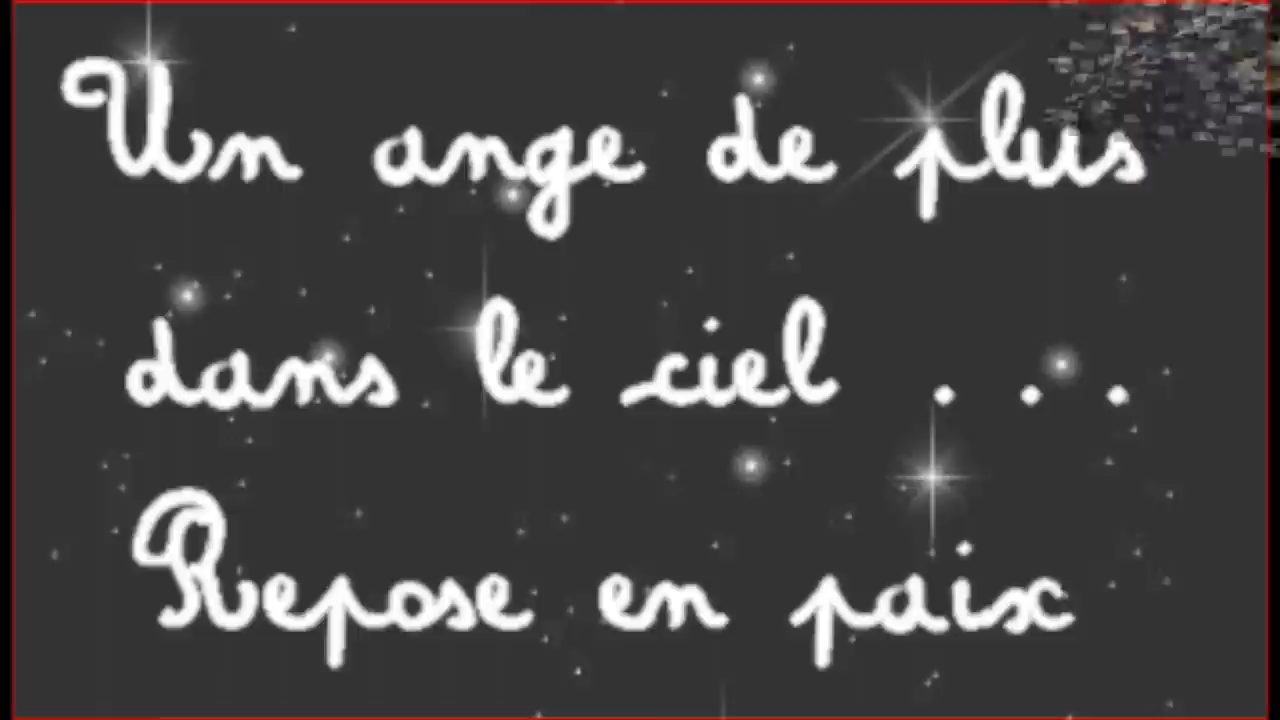 Un ange de plus
dans le ciel . . .
Repose en paix